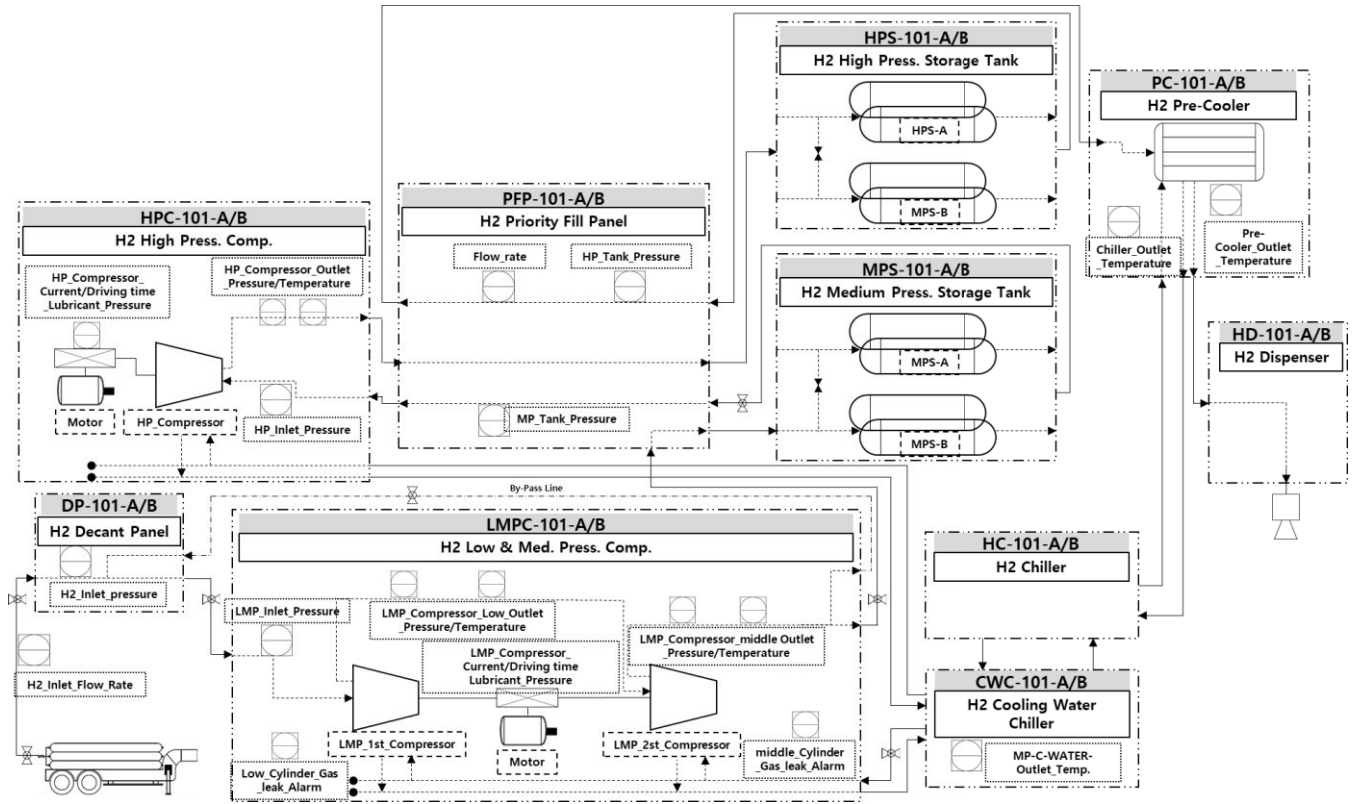 HPS-101-A/B
H2 High Press. Storage Tank
HPS-A
MPS-B
PC-101-A/B
H2 Pre-Cooler
Chiller_Outlet
_Temperature
Pre-
Cooler_Outlet
_Temperature
HPC-101-A/B
H2 High Press. Comp.
HP_Compressor_
Current/Driving time
_Lubricant_Pressure
HP_Compressor_Outlet
_Pressure/Temperature
Motor
HP_Compressor
HP_Inlet_Pressure
PFP-101-A/B
H2 Priority Fill Panel
Flow_rate
HP_Tank_Pressure
MP_Tank_Pressure
MPS-101-A/B
H2 Medium Press. Storage Tank
MPS-A
MPS-B
HD-101-A/B
H2 Dispenser
By-Pass Line
DP-101-A/B
H2 Decant Panel
H2_Inlet_pressure
H2_Inlet_Flow_Rate
LMPC-101-A/B
H2 Low & Med. Press. Comp.
LMP_Inlet_Pressure
LMP_Compressor_Low_Outlet
_Pressure/Temperature
LMP_Compressor_
Current/Driving time
Lubricant_Pressure
LMP_Compressor_middle Outlet
_Pressure/Temperature
LMP_1st_Compressor
Motor
LMP_2st_Compressor
Low_Cylinder_Gas
_leak_Alarm
middle_Cylinder
_Gas_leak_Alarm
HC-101-A/B
H2 Chiller
CWC-101-A/B
H2 Cooling Water
Chiller
MP-C-WATER-
Outlet_Temp.